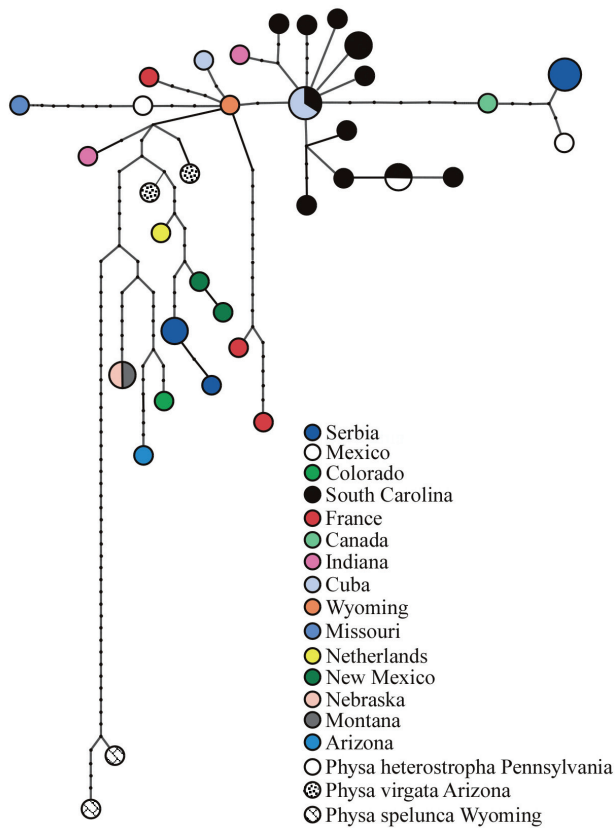 Serbia
Mexico
Colorado
South Carolina
France
Canada
Indiana
Cuba
Wyoming
Missouri
Netherlands
New Mexico
Nebraska
Montana
Arizona
Physa heterostropha Pennsylvania
Physa virgata Arizona
Physa spelunca Wyoming